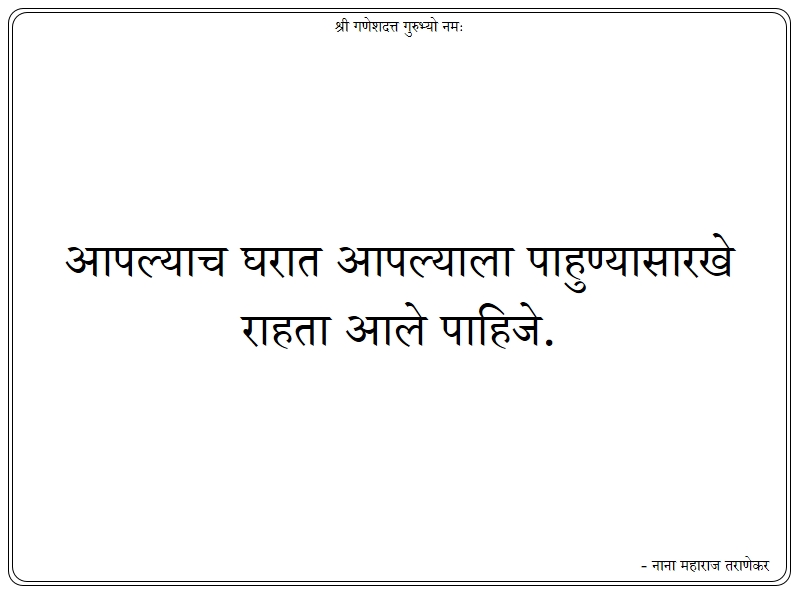 श्री गणेशदत्त गुरुभ्यो नमः
आपल्याच घरात आपल्याला पाहुण्यासारखे
राहता आले पाहिजे.
- नाना महाराज तराणेकर